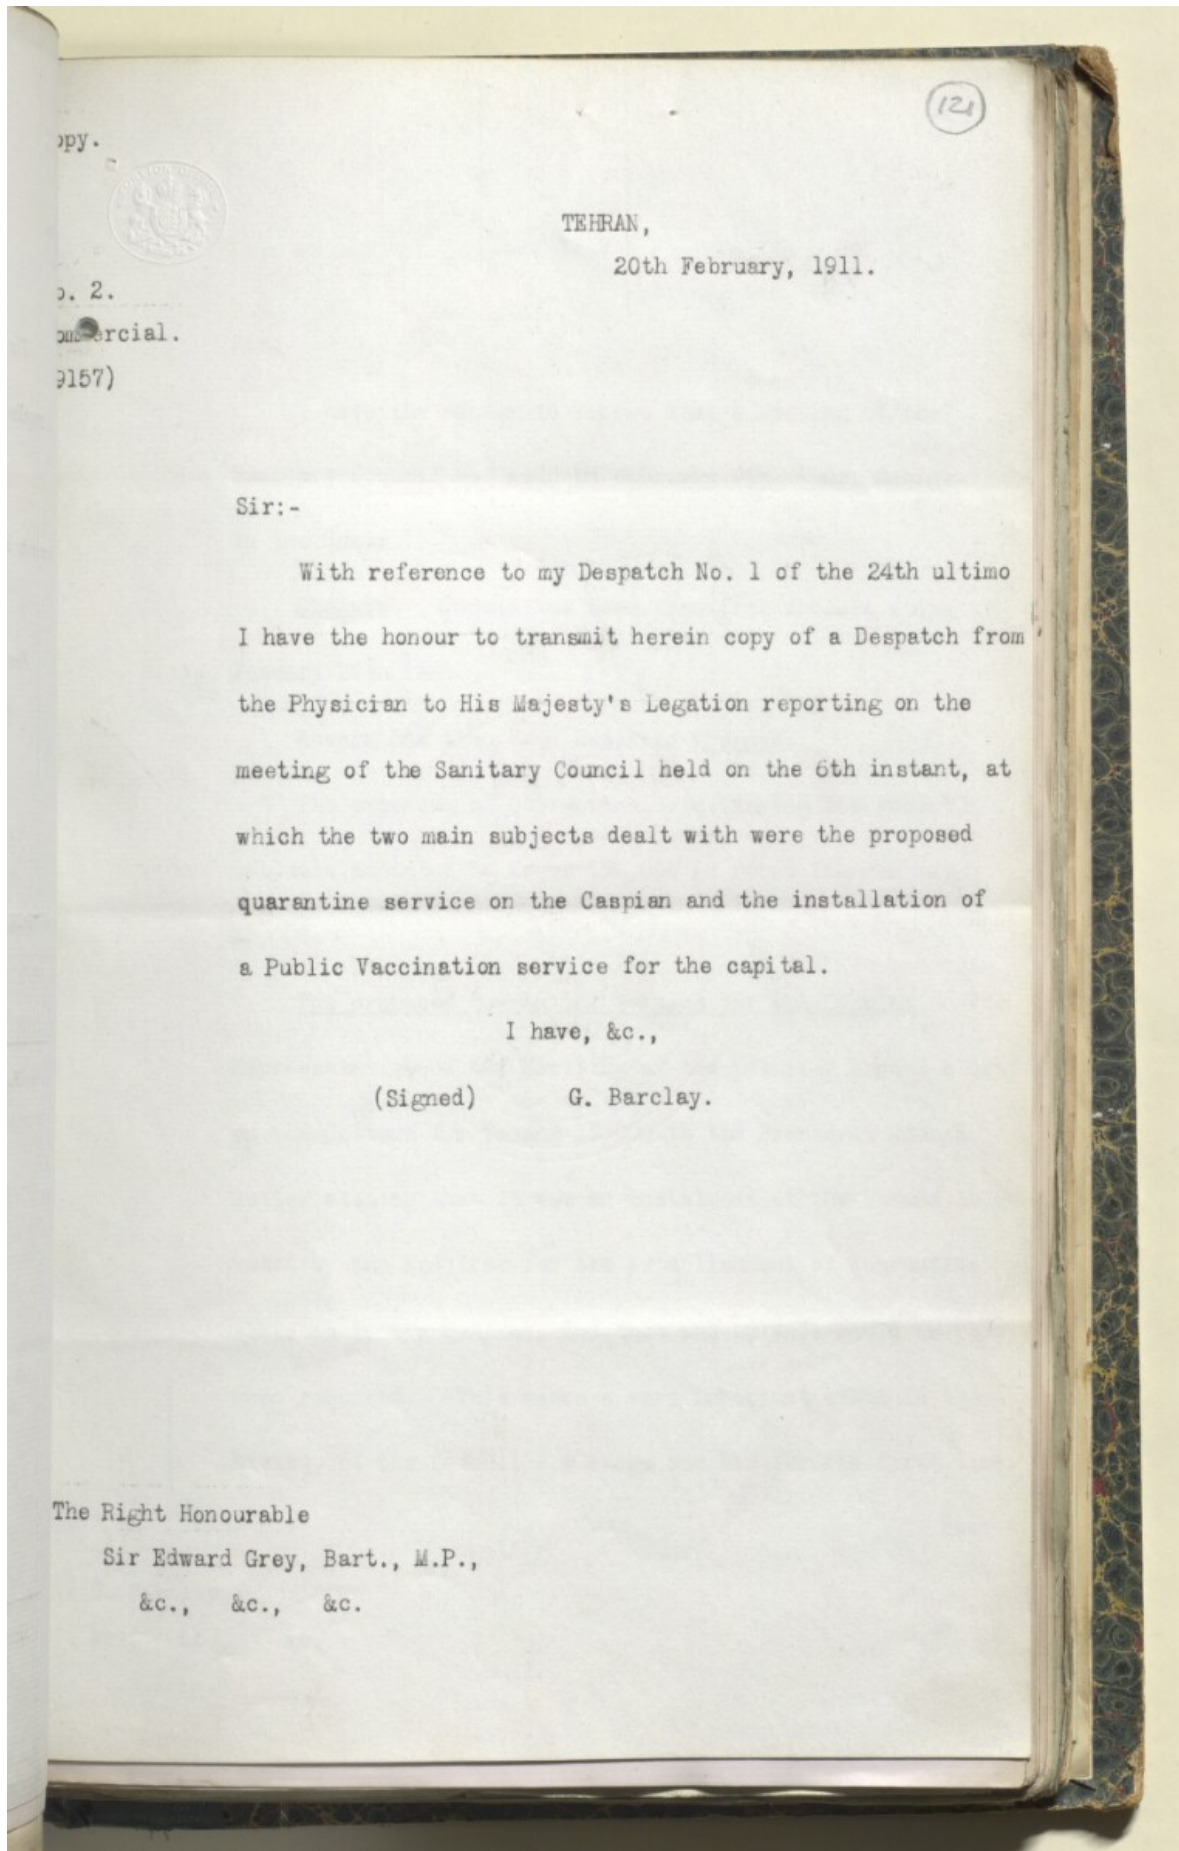 121
opy.
TEHRAN,
20th February, 1911.
o. 2.
ommercial.
9157)
Sir:-
With reference to my Despatch No. 1 of the 24th ultimo
I have the honour to transmit herein copy of a Despatch from
the Physician to His Majesty's Legation reporting on the
meeting of the Sanitary Council held on the 6th instant, at
which the two main subjects dealt with were the proposed
quarantine service on the Caspian and the installation of
a Public Vaccination service for the capital.
I have, &c.,
(Signed) G. Barclay.
The Right Honourable
Sir Edward Grey, Bart., M.P.,
&c., &c., &c.